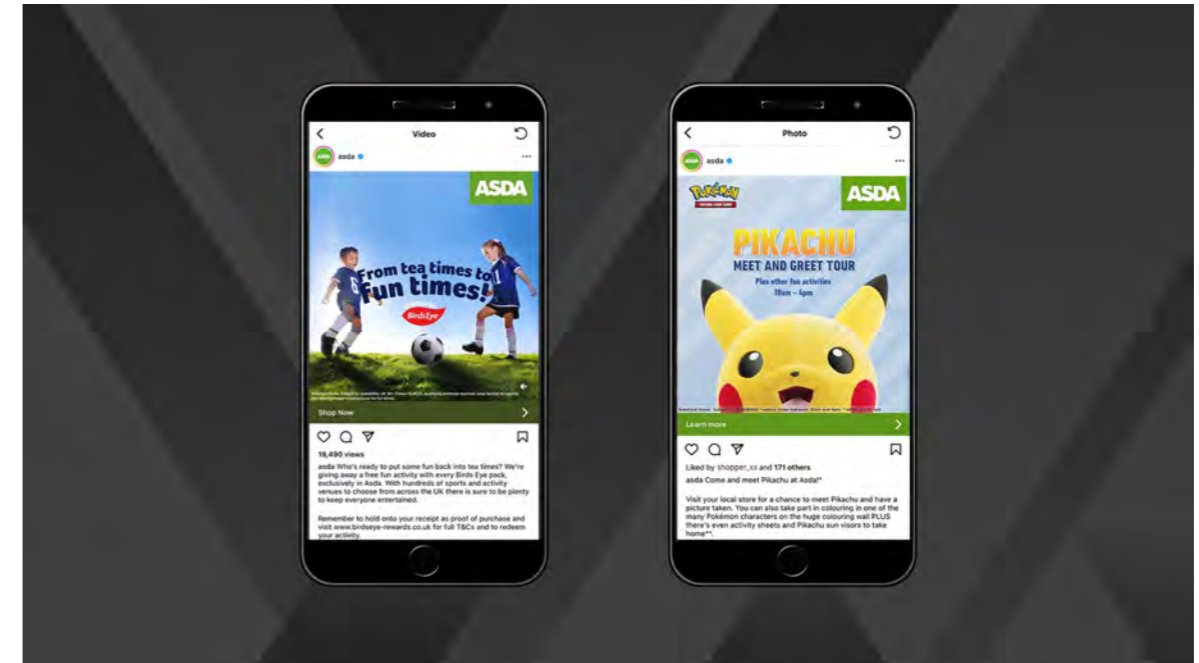 Video
ASDA
asda
ASDA
From tea times to
fun times!
BirdsEye
Shop Now
19,490 views
asda Who's ready to put some fun back into tea times? We're
giving away a free fun activity with every Birds Eye pack,
exclusively in Asda. With hundreds of sports and activity
venues to choose from across the UK there is sure to be plenty
to keep everyone entertained.
Remember to hold onto your receipt as proof of purchase and
visit www.birdseye-rewards.co.uk for full T&Cs and to redeem
your activity.
Photo
ASDA
asda
Pokémon
TRADING CARD GAME
ASDA
PIKACHU
MEET AND GREET TOUR
Plus other fun activities
10am – 4pm
Learn more
Liked by shopper_xx and 171 others
asda Come and meet Pikachu at Asda!*
Visit your local store for a chance to meet Pikachu and have a
picture taken. You can also take part in colouring in one of the
many Pokémon characters on the huge colouring wall PLUS
there's even activity sheets and Pikachu sun visors to take
home**.